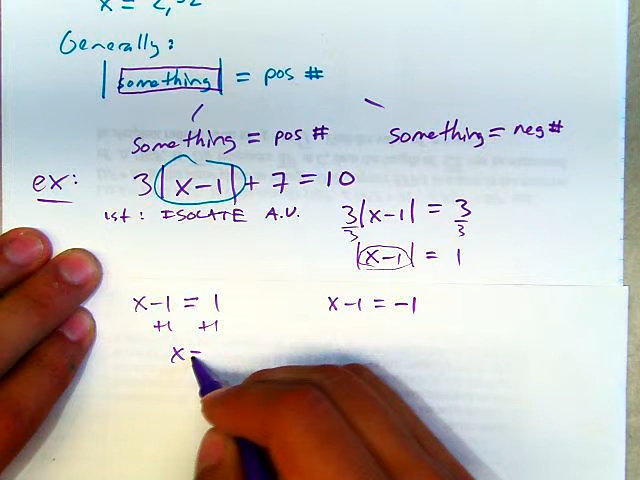 x = 2, -2
Generally:
|something| = pos #
something = pos # something = neg #
ex: 3|x-1| + 7 = 10
1st: ISOLATE A.V. 3|x-1| = 3
3 3
|x-1| = 1
x-1 = 1 x-1 = -1
+1 +1
x=